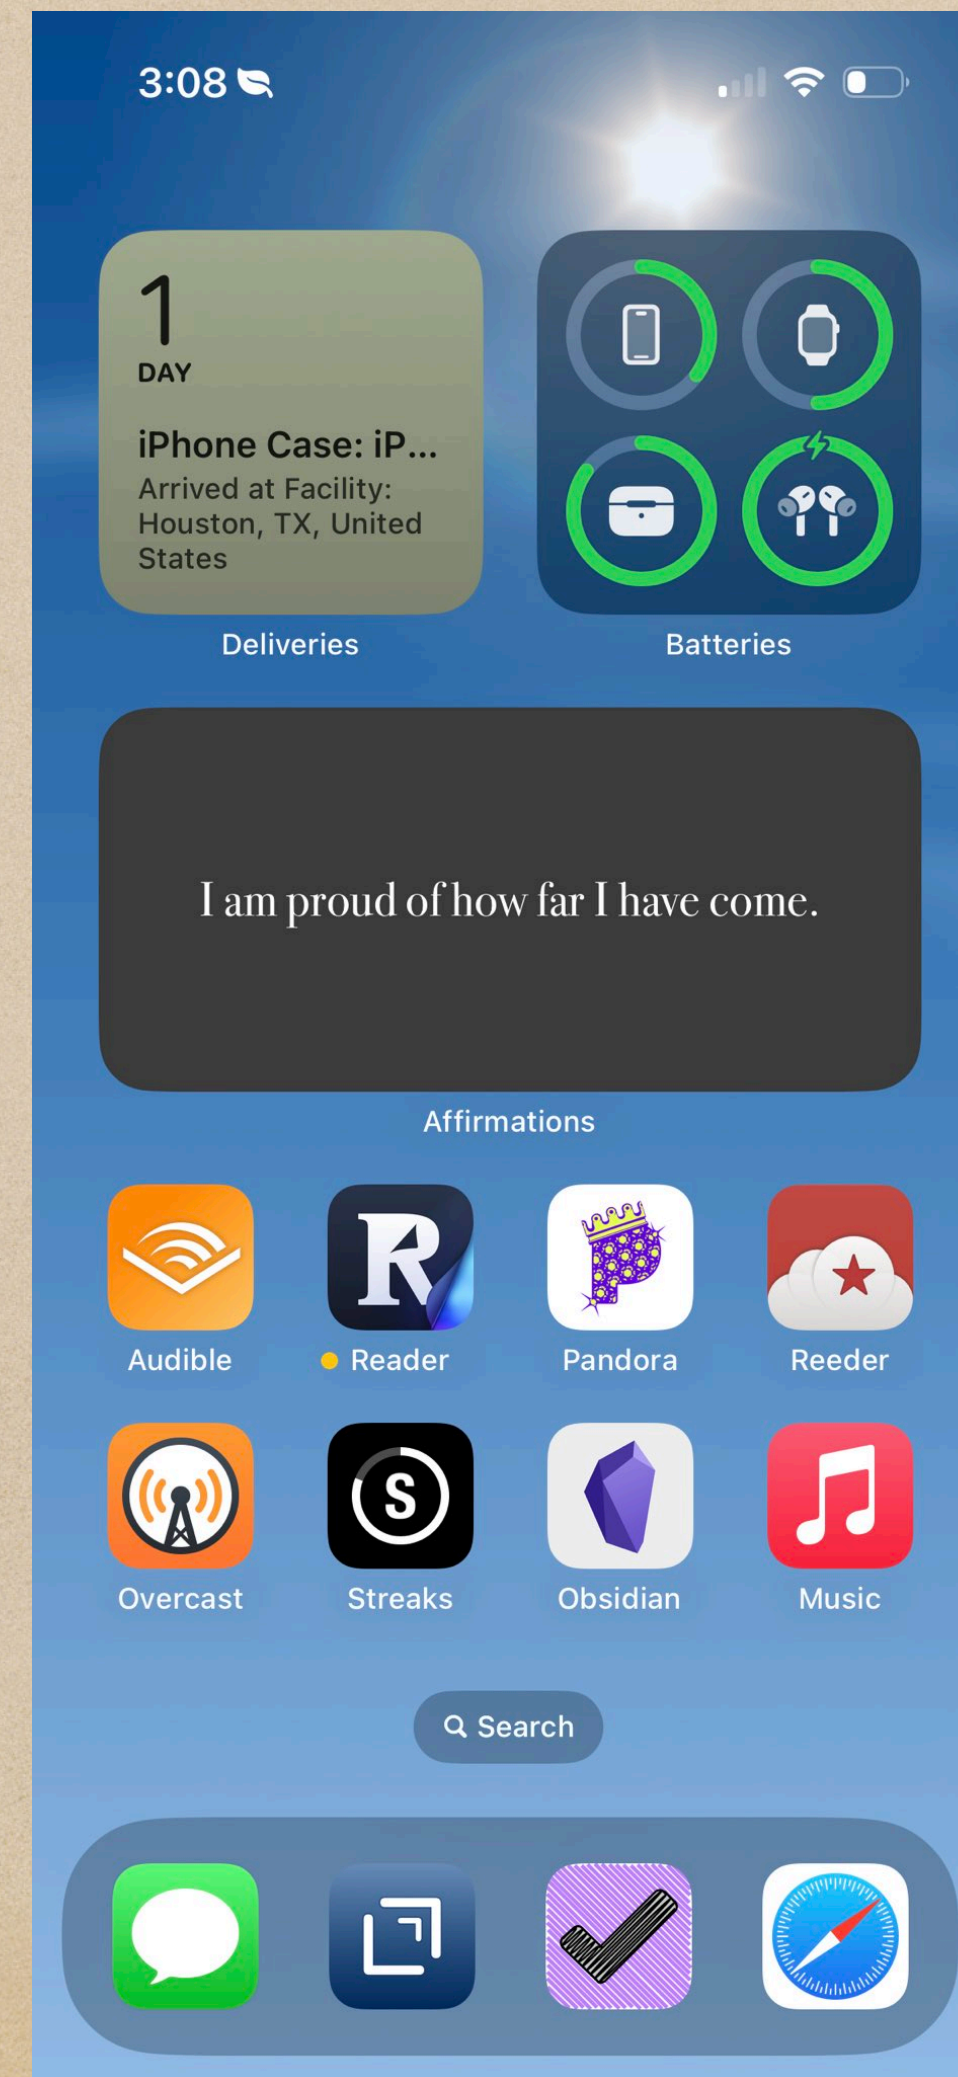 3:08
1
DAY
iPhone Case: iP...
Arrived at Facility:
Houston, TX, United
States
Deliveries
Batteries
I am proud of how far I have come.
Affirmations
R
P
Audible
Reader
Pandora
Reeder
S
Overcast
Streaks
Obsidian
Music
Search